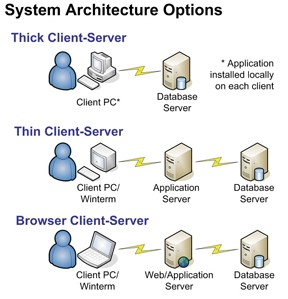 System Architecture Options
Thick Client-Server
* Application
installed locally
on each client
Client PC*
Database
Server
Thin Client-Server
Client PC/
Winterm
Application
Server
Database
Server
Browser Client-Server
Client PC/
Winterm
Web/Application
Server
Database
Server